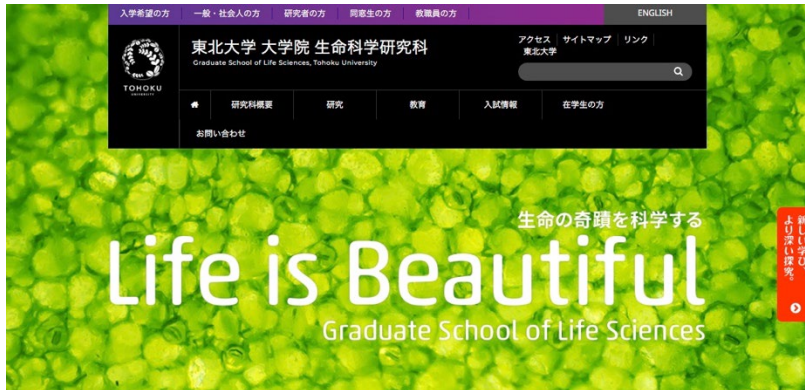 入学希望の方 一般・社会人の方 研究者の方 同窓生の方 教職員の方 ENGLISH
東北大学 大学院 生命科学研究科
Graduate School of Life Sciences, Tohoku University
アクセス サイトマップ リンク
東北大学
TOHOKU
UNIVERSITY
研究科概要 研究 教育 入試情報 在学生の方
お問い合わせ
生命の奇蹟を科学する
Life is Beautiful
Graduate School of Life Sciences
新しい学び
より深い探究。